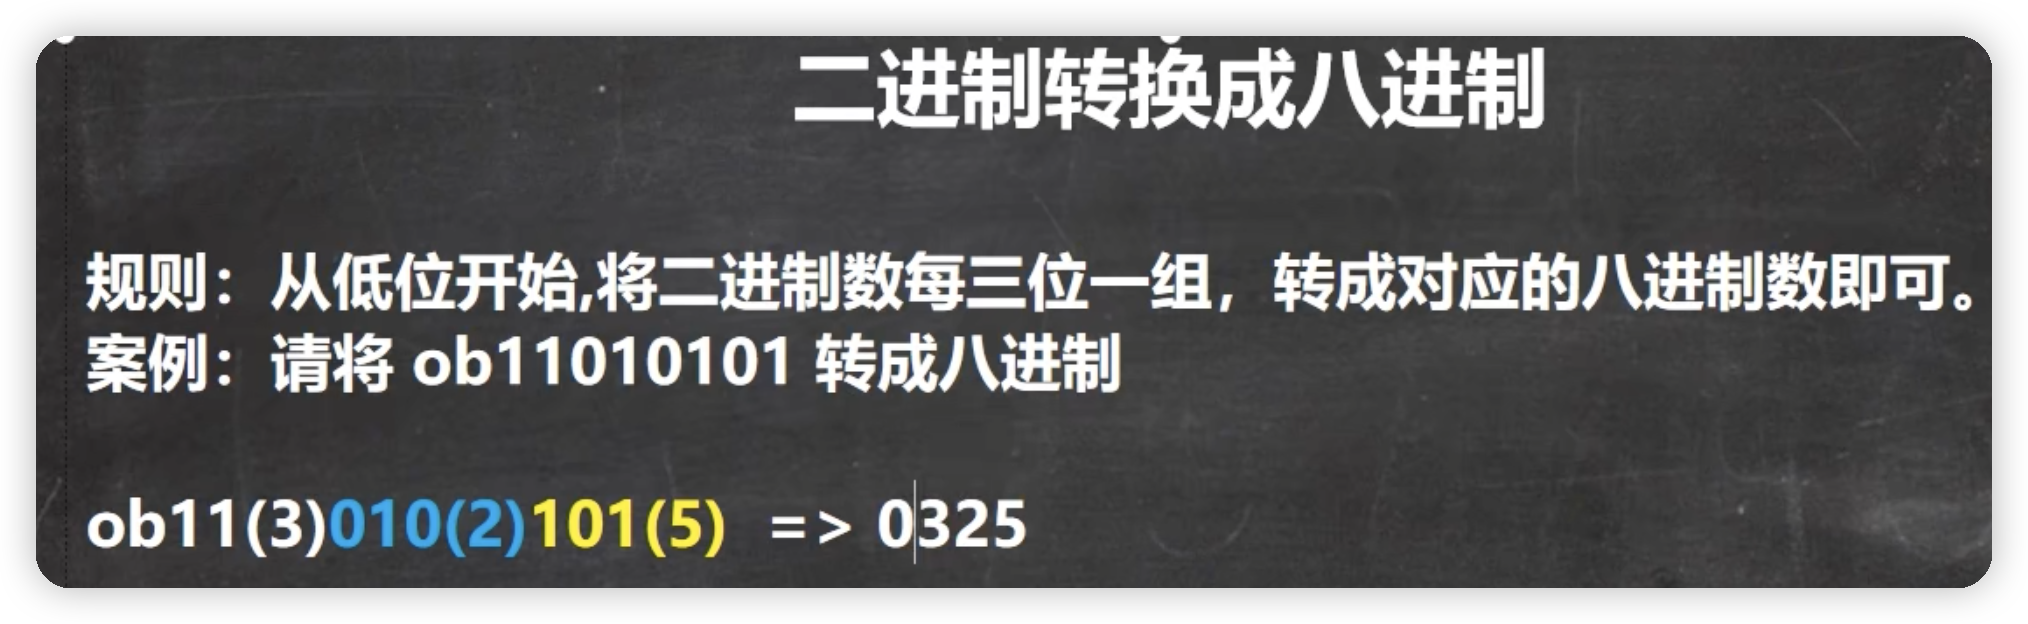 二进制转换成八进制
规则：从低位开始,将二进制数每三位一组，转成对应的八进制数即可。
案例：请将 ob11010101 转成八进制
ob11(3)010(2)101(5) => 0325